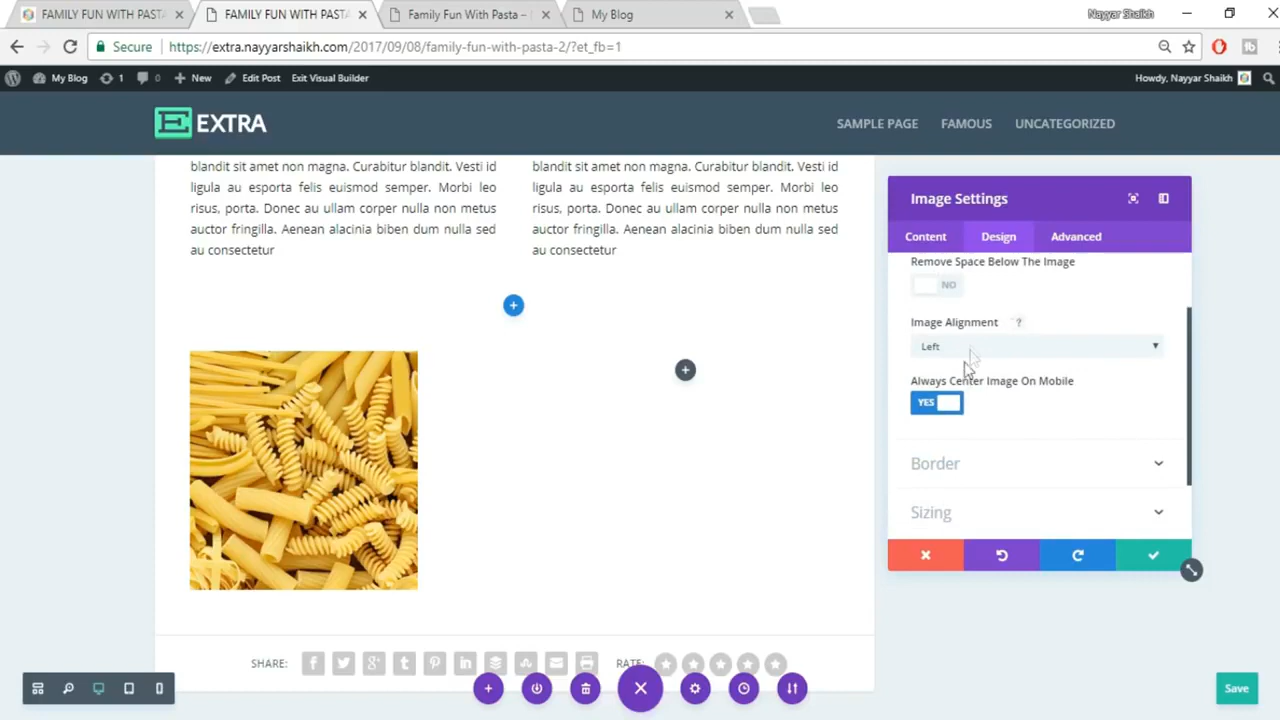 FAMILY FUN WITH PASTA
FAMILY FUN WITH PASTA
Family Fun With Pasta –
My Blog
Nayyar Shaikh
Secure
https://extra.nayyarshaikh.com/2017/09/08/family-fun-with-pasta-2/?et_fb=1
My Blog
1
0
New
Edit Post
Exit Visual Builder
Howdy, Nayyar Shaikh
E EXTRA
SAMPLE PAGE
FAMOUS
UNCATEGORIZED
blandit sit amet non magna. Curabitur blandit. Vesti id
ligula au esporta felis euismod semper. Morbi leo
risus, porta. Donec au ullam corper nulla non metus
auctor fringilla. Aenean alacinia biben dum nulla sed
au consectetur
blandit sit amet non magna. Curabitur blandit. Vesti id
ligula au esporta felis euismod semper. Morbi leo
risus, porta. Donec au ullam corper nulla non metus
auctor fringilla. Aenean alacinia biben dum nulla sed
au consectetur
Image Settings
Content
Design
Advanced
Remove Space Below The Image
NO
Image Alignment ?
Left
Always Center Image On Mobile
YES
Border
Sizing
SHARE:
RATE:
Save